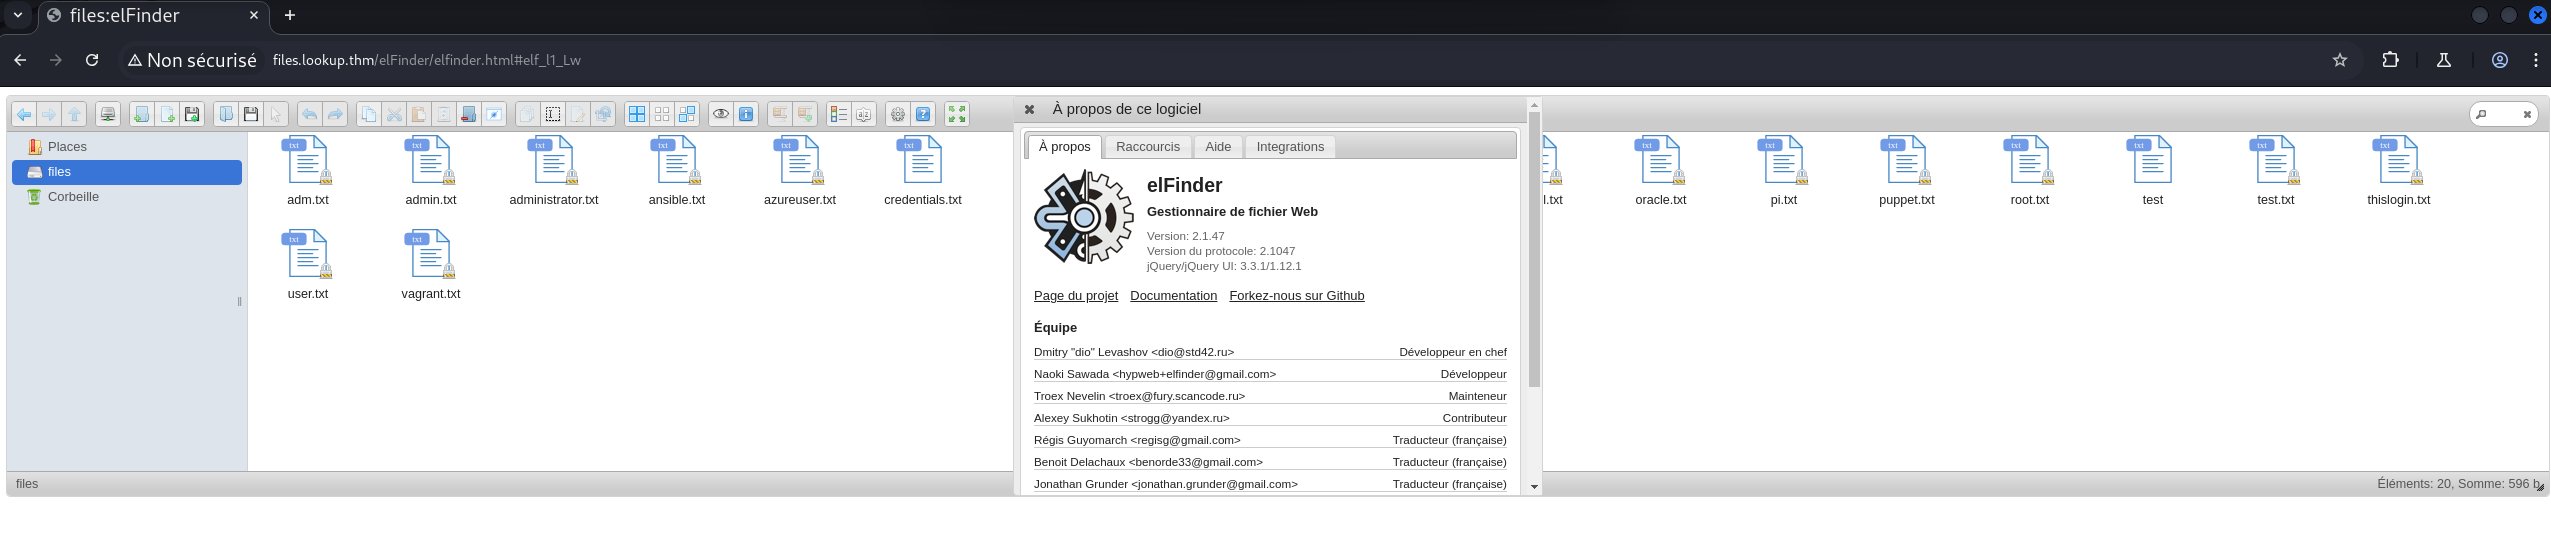 files:elFinder
Non sécurisé files.lookup.thm/elFinder/elfinder.html#elf_l1_Lw
À propos de ce logiciel
Places
files
Corbeille
txt txt txt txt txt txt txt txt txt txt txt txt txt
adm.txt admin.txt administrator.txt ansible.txt azureuser.txt credentials.txt l.txt oracle.txt pi.txt puppet.txt root.txt test test.txt thislogin.txt
txt txt
user.txt vagrant.txt
À propos Raccourcis Aide Integrations
elFinder
Gestionnaire de fichier Web
Version: 2.1.47
Version du protocole: 2.1047
jQuery/jQuery UI: 3.3.1/1.12.1
Page du projet Documentation Forkez-nous sur Github
Équipe
Dmitry "dio" Levashov <dio@std42.ru> Développeur en chef
Naoki Sawada <hypweb+elfinder@gmail.com> Développeur
Troex Nevelin <troex@fury.scancode.ru> Mainteneur
Alexey Sukhotin <strogg@yandex.ru> Contributeur
Régis Guyomarch <regisg@gmail.com> Traducteur (française)
Benoit Delachaux <benorde33@gmail.com> Traducteur (française)
Jonathan Grunder <jonathan.grunder@gmail.com> Traducteur (française)
files
Éléments: 20, Somme: 596 b